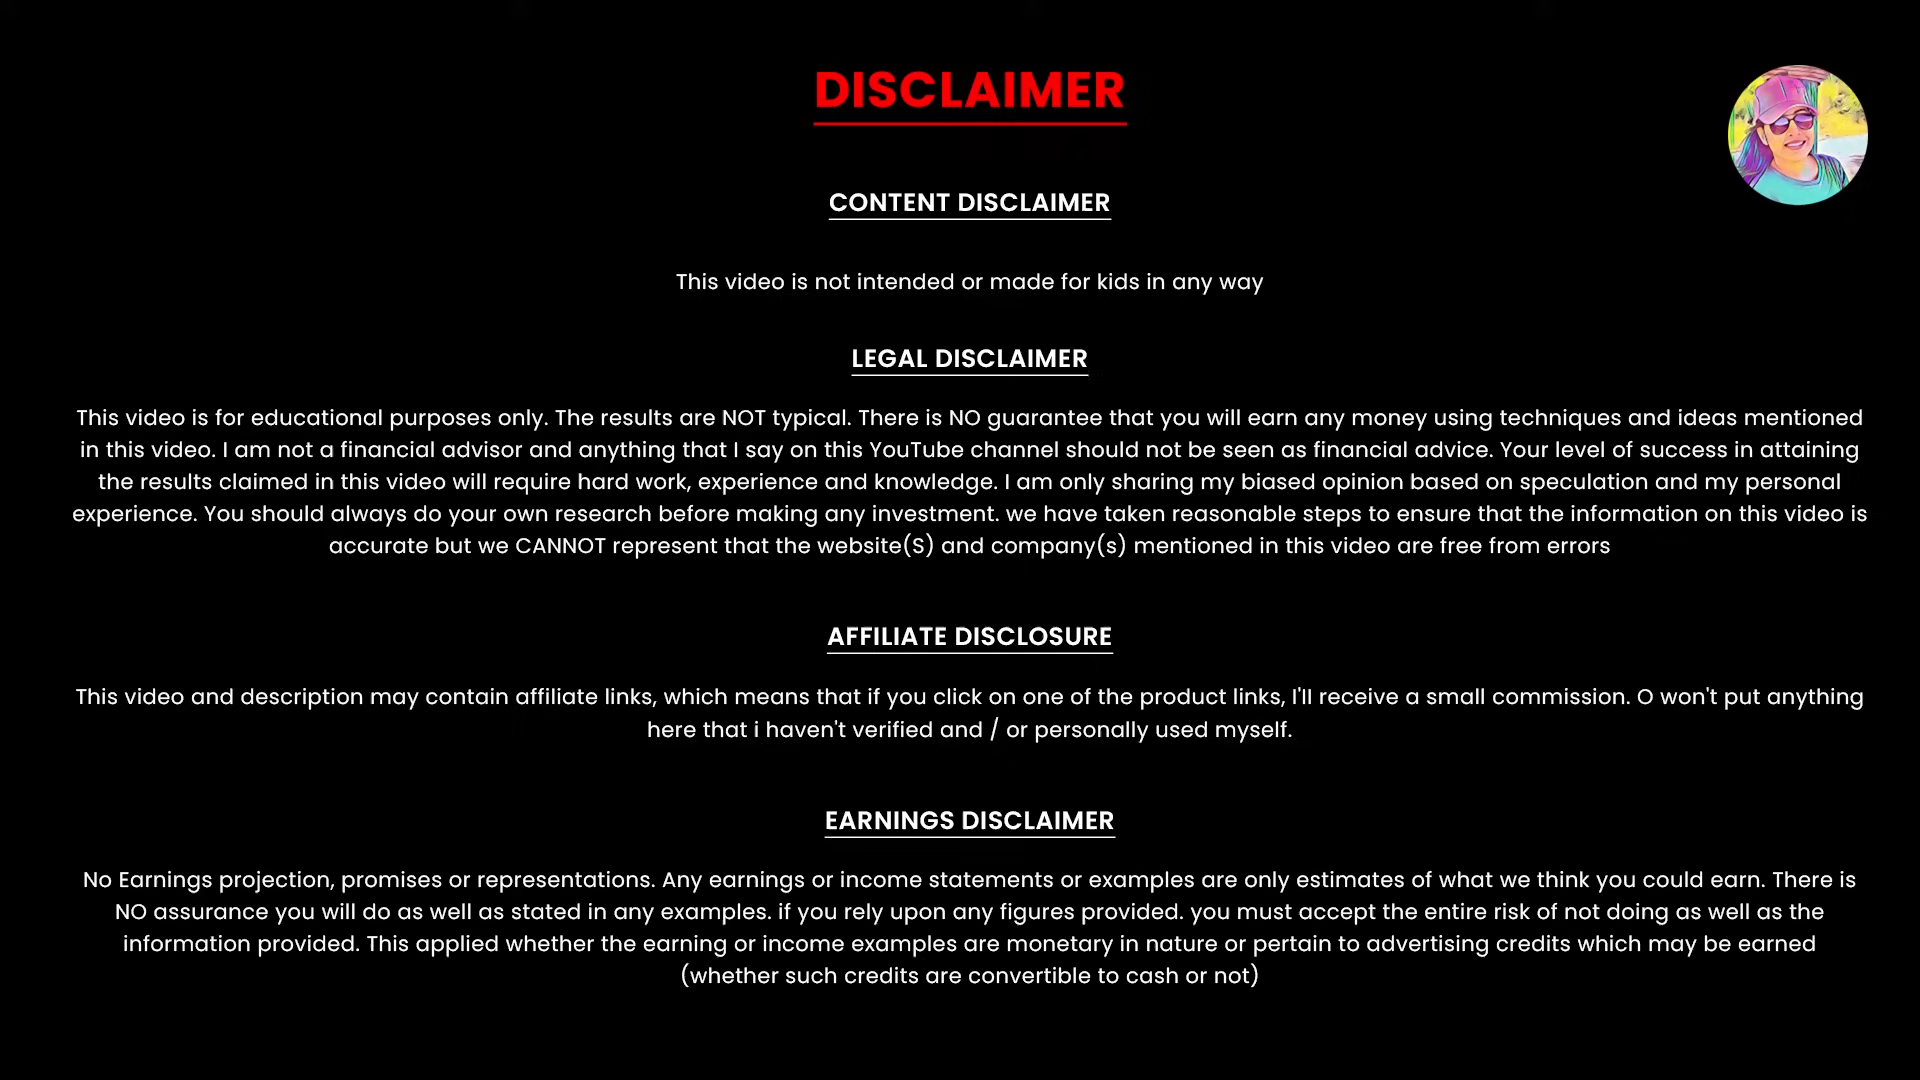 DISCLAIMER
CONTENT DISCLAIMER
This video is not intended or made for kids in any way
LEGAL DISCLAIMER
This video is for educational purposes only. The results are NOT typical. There is NO guarantee that you will earn any money using techniques and ideas mentioned
in this video. I am not a financial advisor and anything that I say on this YouTube channel should not be seen as financial advice. Your level of success in attaining
the results claimed in this video will require hard work, experience and knowledge. I am only sharing my biased opinion based on speculation and my personal
experience. You should always do your own research before making any investment. we have taken reasonable steps to ensure that the information on this video is
accurate but we CANNOT represent that the website(S) and company(s) mentioned in this video are free from errors
AFFILIATE DISCLOSURE
This video and description may contain affiliate links, which means that if you click on one of the product links, I'll receive a small commission. O won't put anything
here that i haven't verified and / or personally used myself.
EARNINGS DISCLAIMER
No Earnings projection, promises or representations. Any earnings or income statements or examples are only estimates of what we think you could earn. There is
NO assurance you will do as well as stated in any examples. if you rely upon any figures provided. you must accept the entire risk of not doing as well as the
information provided. This applied whether the earning or income examples are monetary in nature or pertain to advertising credits which may be earned
(whether such credits are convertible to cash or not)